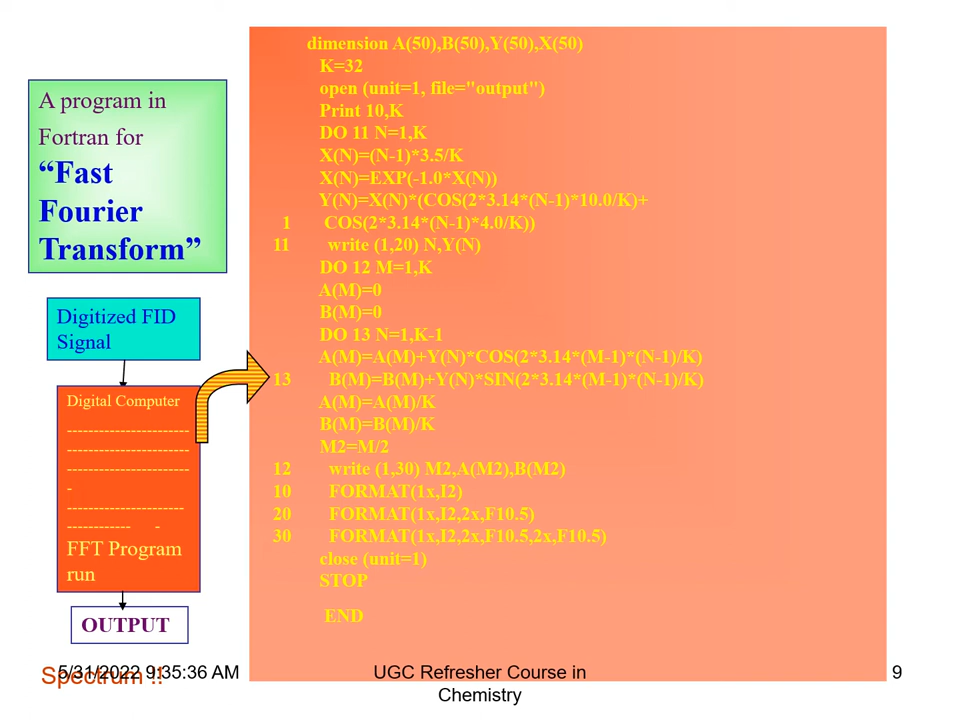 A program in
Fortran for
“Fast
Fourier
Transform”
Digitized FID
Signal
Digital Computer
-----------------------
-----------------------
-----------------------
-
----------------------
------------ -
FFT Program
run
OUTPUT
Spectrum !!
dimension A(50),B(50),Y(50),X(50)
K=32
open (unit=1, file="output")
Print 10,K
DO 11 N=1,K
X(N)=(N-1)*3.5/K
X(N)=EXP(-1.0*X(N))
Y(N)=X(N)*(COS(2*3.14*(N-1)*10.0/K)+
1 COS(2*3.14*(N-1)*4.0/K))
11 write (1,20) N,Y(N)
DO 12 M=1,K
A(M)=0
B(M)=0
DO 13 N=1,K-1
A(M)=A(M)+Y(N)*COS(2*3.14*(M-1)*(N-1)/K)
13 B(M)=B(M)+Y(N)*SIN(2*3.14*(M-1)*(N-1)/K)
A(M)=A(M)/K
B(M)=B(M)/K
M2=M/2
12 write (1,30) M2,A(M2),B(M2)
10 FORMAT(1x,I2)
20 FORMAT(1x,I2,2x,F10.5)
30 FORMAT(1x,I2,2x,F10.5,2x,F10.5)
close (unit=1)
STOP
END
5/31/2022 9:35:36 AM
UGC Refresher Course in
Chemistry
9